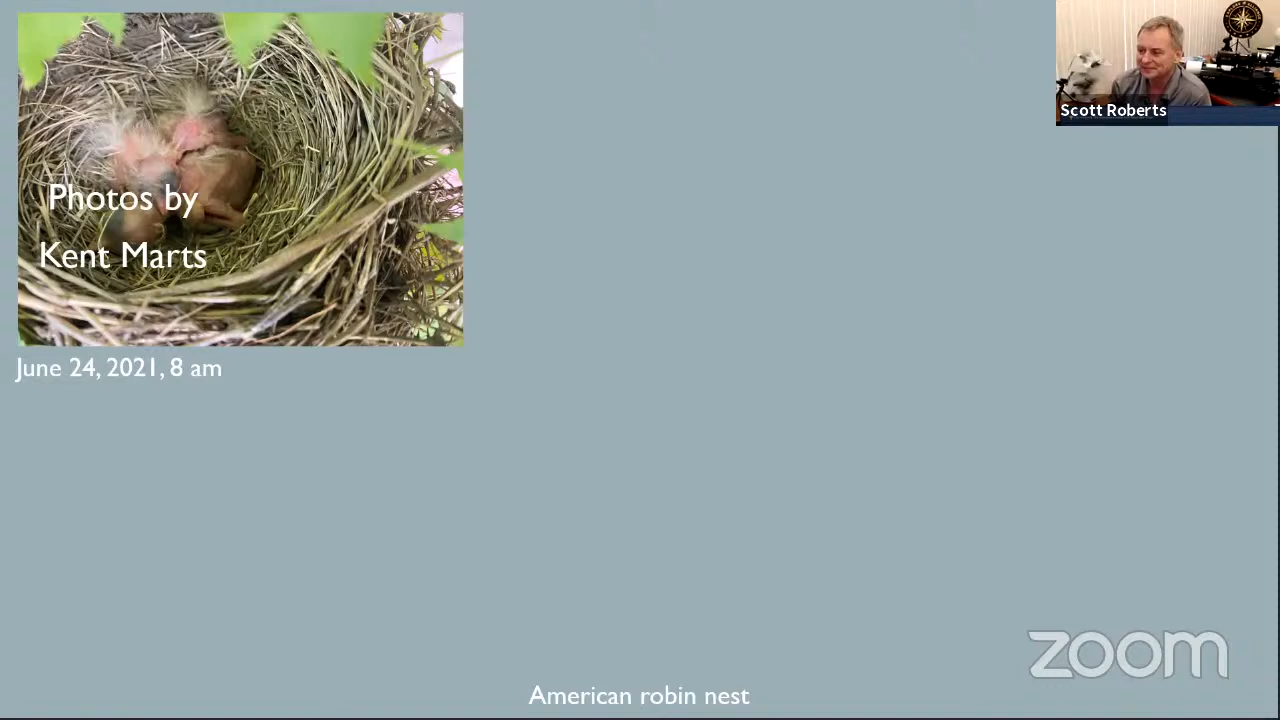 Scott Roberts
Photos by
Kent Marts
June 24, 2021, 8 am
zoom
American robin nest